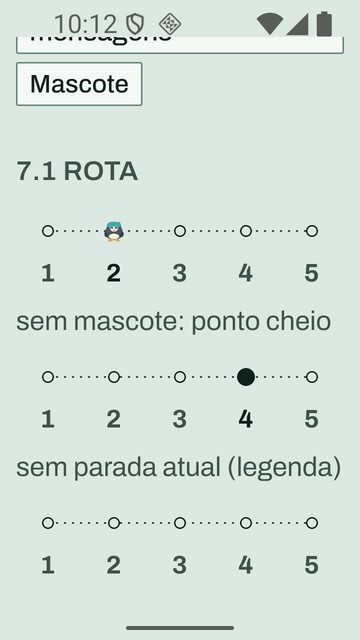 10:12
mensagens
Mascote
7.1 ROTA
1 2 3 4 5
sem mascote: ponto cheio
1 2 3 4 5
sem parada atual (legenda)
1 2 3 4 5